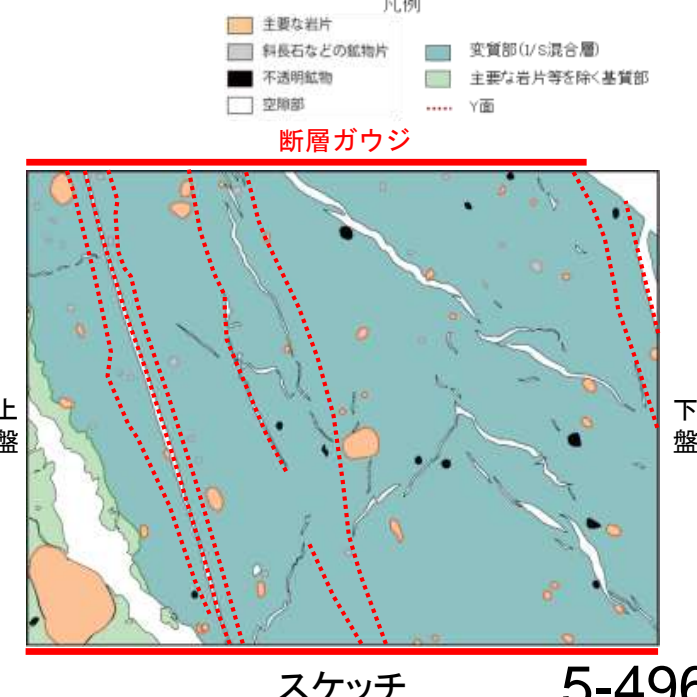 凡例
主要な岩片
斜長石などの鉱物片
不透明鉱物
空隙部
変質部(I/S混合層)
主要な岩片等を除く基質部
Y面
断層ガウジ
上盤
下盤
スケッチ
5-496